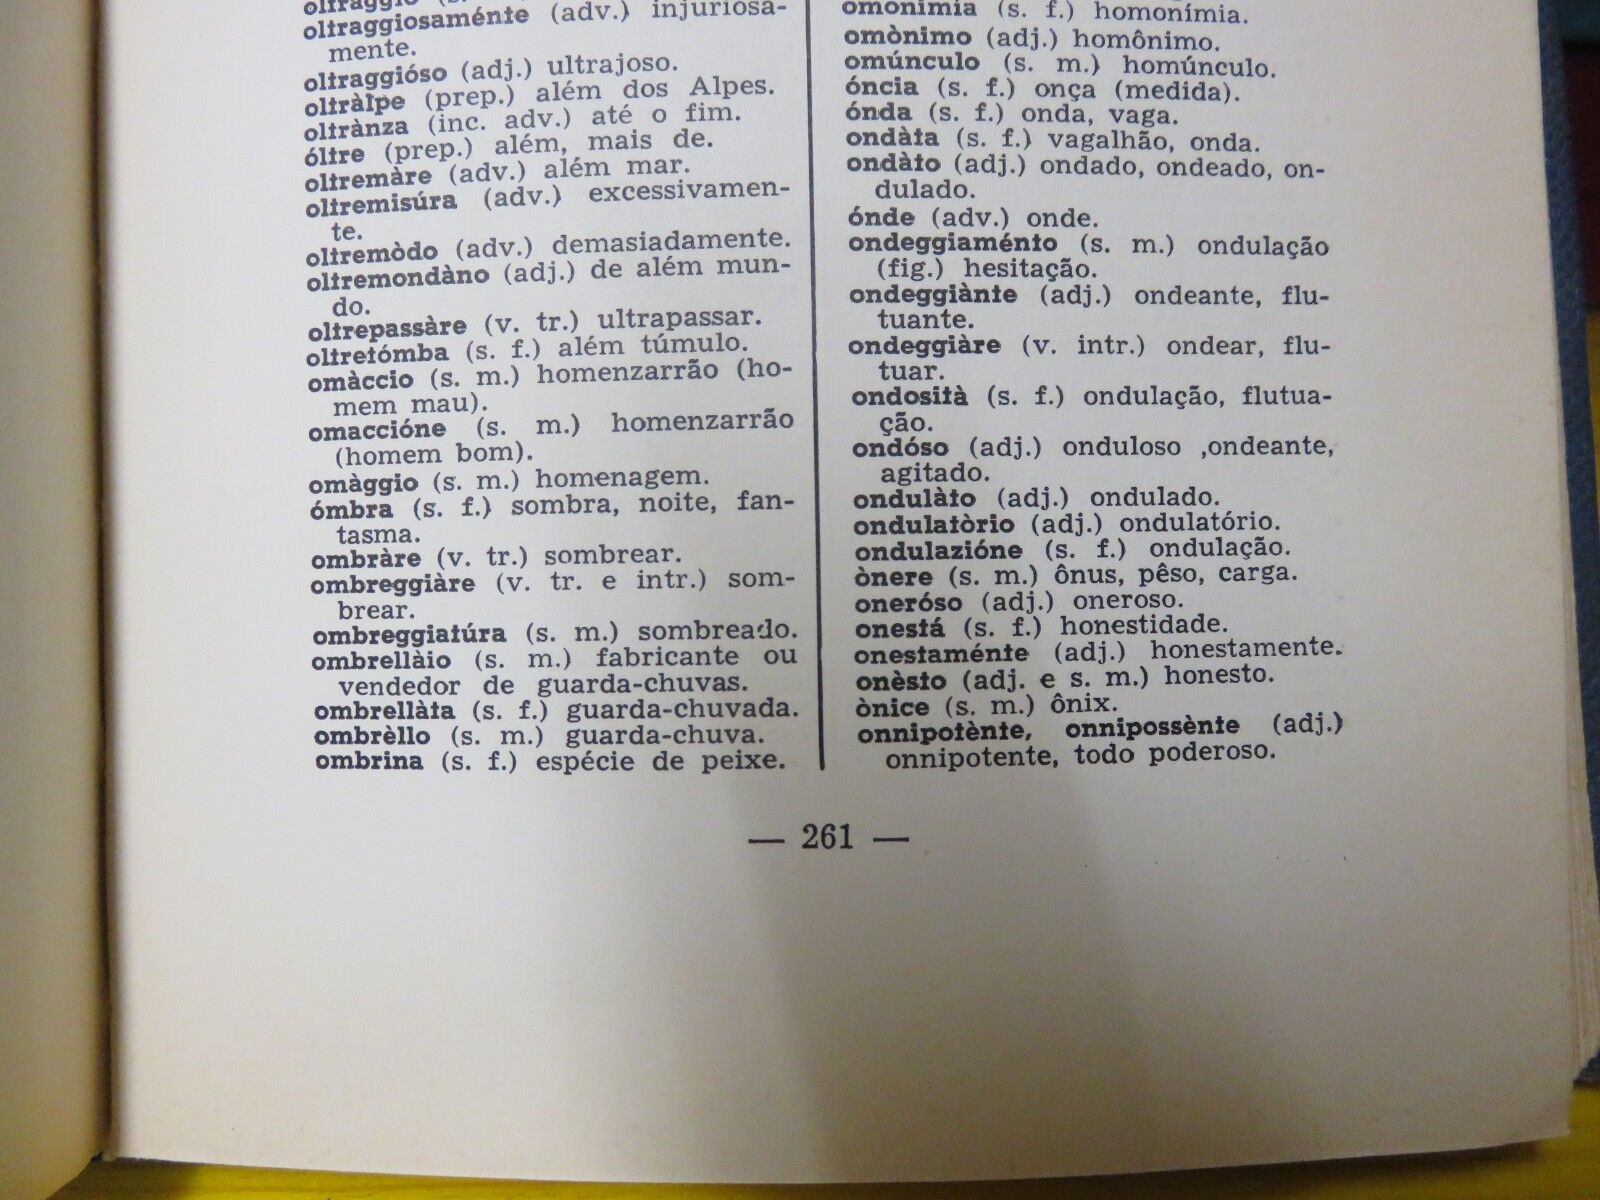 oltraggio
oltraggiosaménte (adv.) injuriosa-
mente.
oltraggióso (adj.) ultrajoso.
oltràlpe (prep.) além dos Alpes.
oltrànza (inc. adv.) até o fim.
óltre (prep.) além, mais de.
oltremàre (adv.) além mar.
oltremisúra (adv.) excessivamen-
te.
oltremòdo (adv.) demasiadamente.
oltremondàno (adj.) de além mun-
do.
oltrepassàre (v. tr.) ultrapassar.
oltretómba (s. f.) além túmulo.
omàccio (s. m.) homenzarrão (ho-
mem mau).
omaccióne (s. m.) homenzarrão
(homem bom).
omàggio (s. m.) homenagem.
ómbra (s. f.) sombra, noite, fan-
tasma.
ombràre (v. tr.) sombrear.
ombreggiàre (v. tr. e intr.) som-
brear.
ombreggiatúra (s. m.) sombreado.
ombrellàio (s. m.) fabricante ou
vendedor de guarda-chuvas.
ombrellàta (s. f.) guarda-chuvada.
ombrèllo (s. m.) guarda-chuva.
ombrina (s. f.) espécie de peixe.
omonimía (s. f.) homonímia.
omònimo (adj.) homônimo.
omúnculo (s. m.) homúnculo.
óncia (s. f.) onça (medida).
ónda (s. f.) onda, vaga.
ondàta (s. f.) vagalhão, onda.
ondàto (adj.) ondado, ondeado, on-
dulado.
ónde (adv.) onde.
ondeggiaménto (s. m.) ondulação
(fig.) hesitação.
ondeggiànte (adj.) ondeante, flu-
tuante.
ondeggiàre (v. intr.) ondear, flu-
tuar.
ondosità (s. f.) ondulação, flutua-
ção.
ondóso (adj.) onduloso ,ondeante,
agitado.
ondulàto (adj.) ondulado.
ondulatòrio (adj.) ondulatório.
ondulazióne (s. f.) ondulação.
ònere (s. m.) ônus, pêso, carga.
oneróso (adj.) oneroso.
onestá (s. f.) honestidade.
onestaménte (adj.) honestamente.
onèsto (adj. e s. m.) honesto.
ònice (s. m.) ônix.
onnipotènte, onnipossènte (adj.)
onnipotente, todo poderoso.
— 261 —